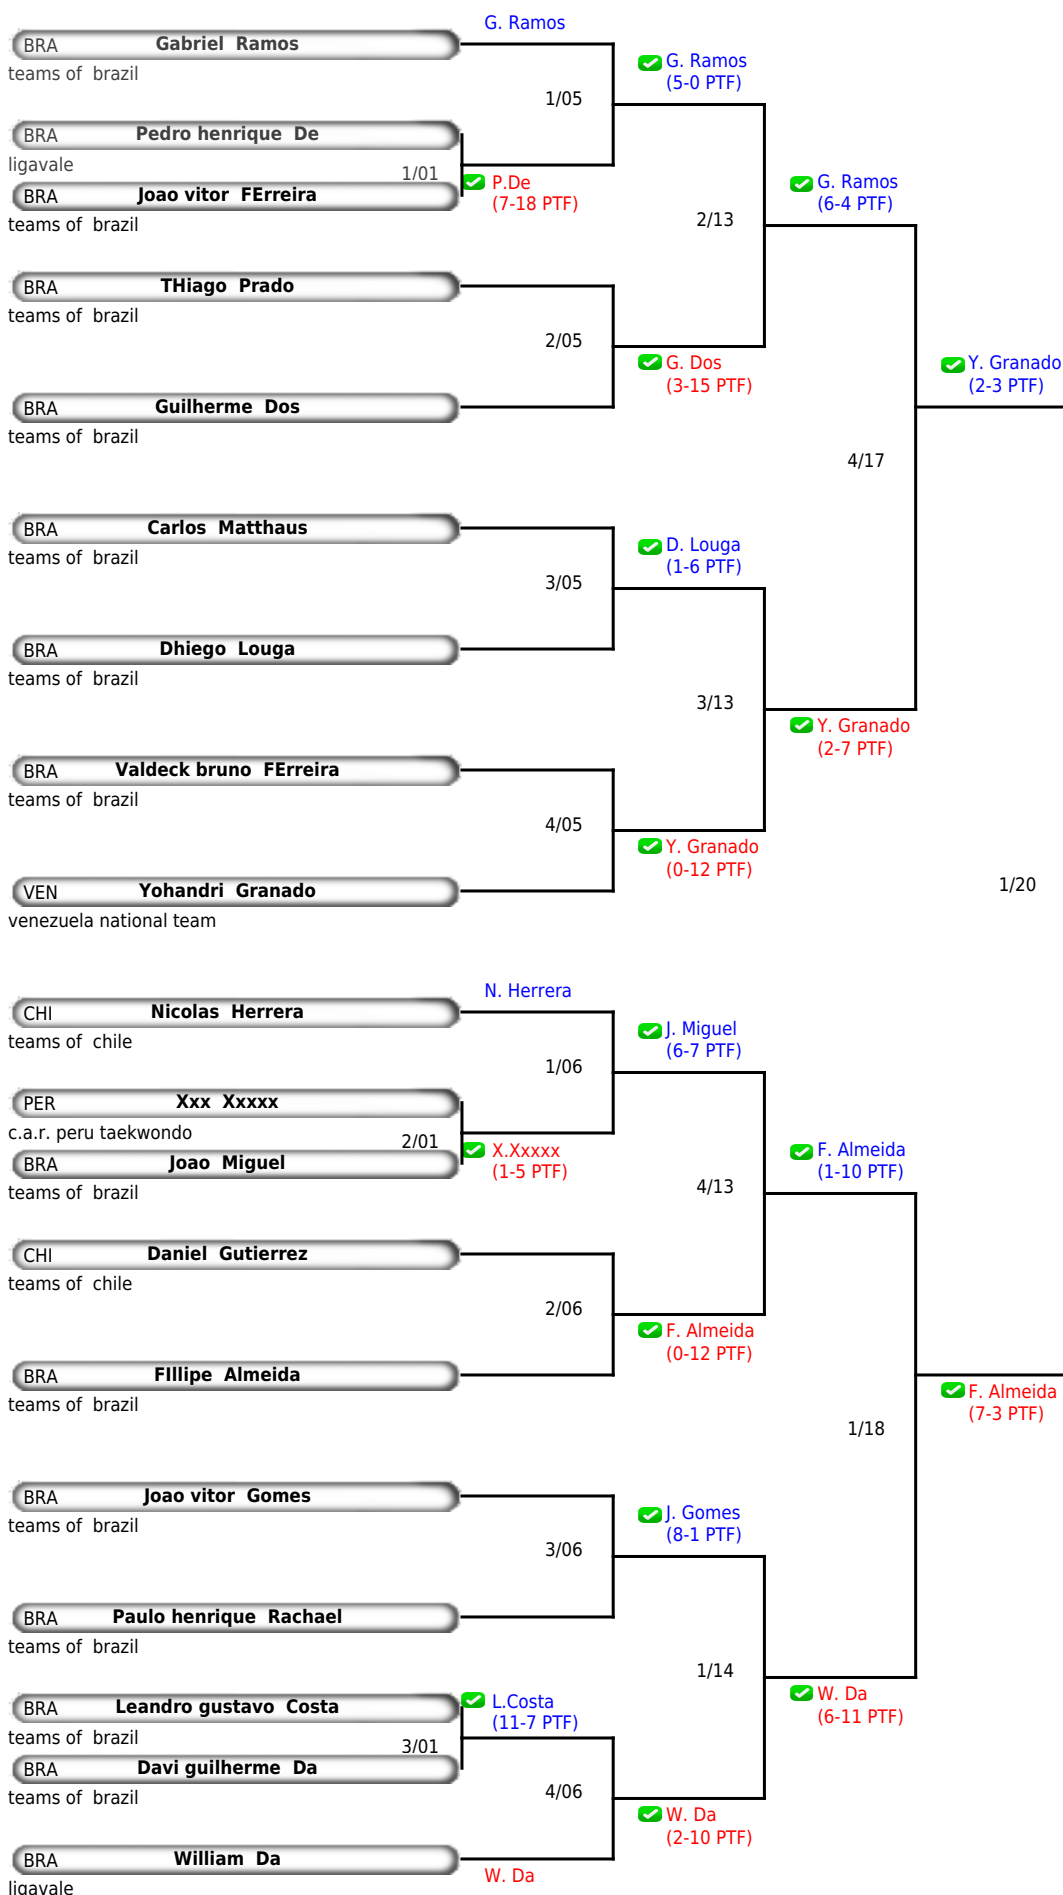 G. Ramos
BRA Gabriel Ramos
teams of brazil
G. Ramos
(5-0 PTF)
1/05
BRA Pedro henrique De
ligavale
1/01
P.De
(7-18 PTF)
BRA Joao vitor FErreira
teams of brazil
G. Ramos
(6-4 PTF)
2/13
BRA THiago Prado
teams of brazil
2/05
G. Dos
(3-15 PTF)
Y. Granado
(2-3 PTF)
BRA Guilherme Dos
teams of brazil
4/17
BRA Carlos Matthaus
teams of brazil
D. Louga
(1-6 PTF)
3/05
BRA Dhiego Louga
teams of brazil
3/13
Y. Granado
(2-7 PTF)
BRA Valdeck bruno FErreira
teams of brazil
4/05
Y. Granado
(0-12 PTF)
VEN Yohandri Granado
venezuela national team
1/20
N. Herrera
CHI Nicolas Herrera
teams of chile
J. Miguel
(6-7 PTF)
1/06
PER Xxx Xxxxx
c.a.r. peru taekwondo
2/01
X.Xxxxx
(1-5 PTF)
BRA Joao Miguel
teams of brazil
F. Almeida
(1-10 PTF)
4/13
CHI Daniel Gutierrez
teams of chile
2/06
F. Almeida
(0-12 PTF)
BRA FIllipe Almeida
teams of brazil
F. Almeida
(7-3 PTF)
1/18
BRA Joao vitor Gomes
teams of brazil
J. Gomes
(8-1 PTF)
3/06
BRA Paulo henrique Rachael
teams of brazil
1/14
W. Da
(6-11 PTF)
BRA Leandro gustavo Costa
teams of brazil
L.Costa
(11-7 PTF)
3/01
BRA Davi guilherme Da
teams of brazil
4/06
W. Da
(2-10 PTF)
BRA William Da
W. Da
ligavale